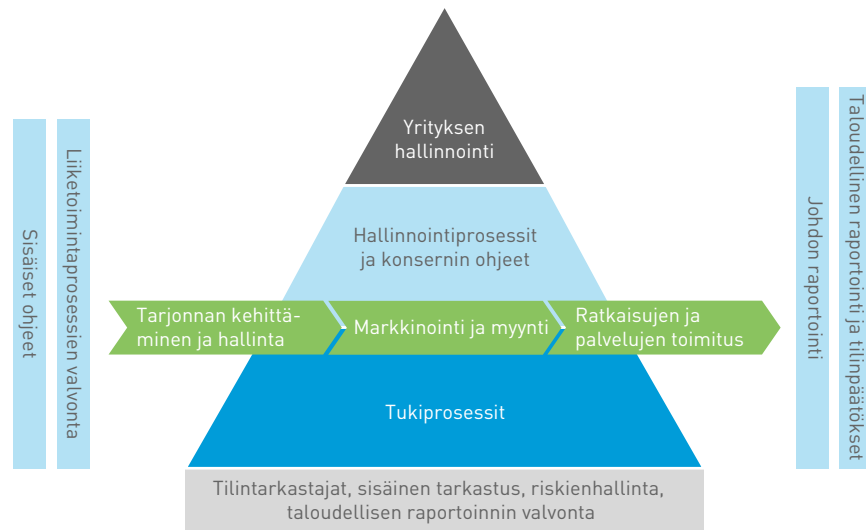 Sisäiset ohjeet
Liiketoimintaprosessien valvonta
Yrityksen
hallinnointi
Hallinnointiprosessit
ja konsernin ohjeet
Tarjonnan kehittä-
minen ja hallinta
Markkinointi ja myynti
Ratkaisujen ja
palvelujen toimitus
Tukiprosessit
Tilintarkastajat, sisäinen tarkastus, riskienhallinta,
taloudellisen raportoinnin valvonta
Johdon raportointi
Taloudellinen raportointi ja tilinpäätökset